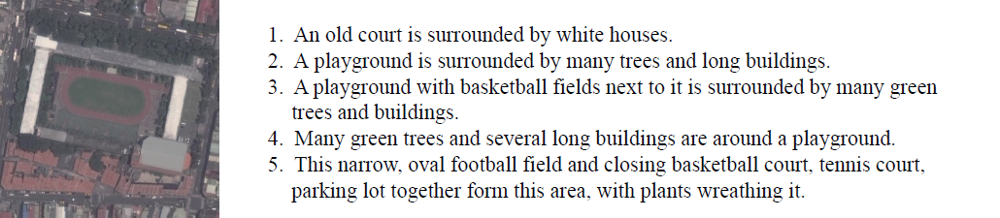 1. An old court is surrounded by white houses.
2. A playground is surrounded by many trees and long buildings.
3. A playground with basketball fields next to it is surrounded by many green
trees and buildings.
4. Many green trees and several long buildings are around a playground.
5. This narrow, oval football field and closing basketball court, tennis court,
parking lot together form this area, with plants wreathing it.